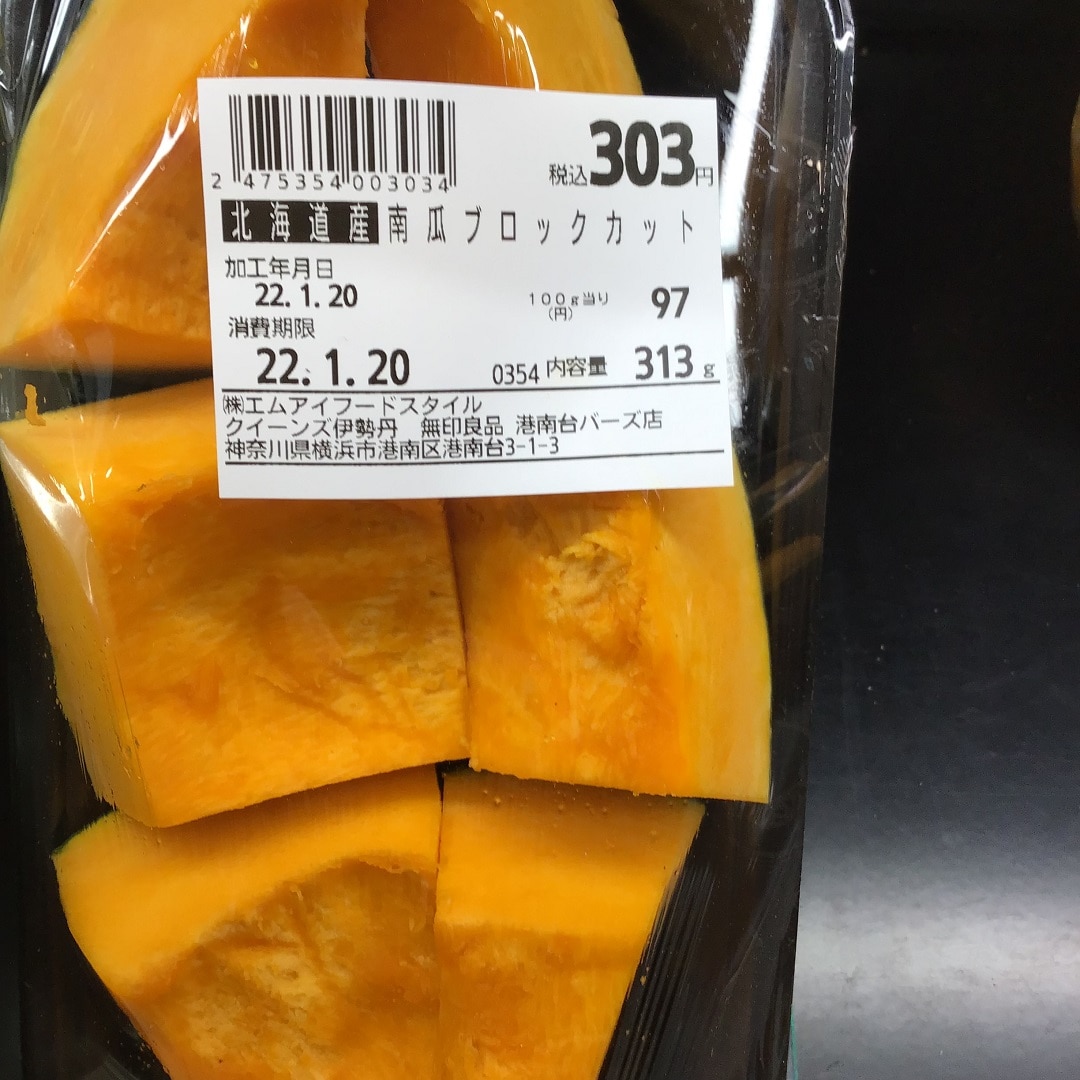 税込303円
2 475354 003034
北海道産南瓜ブロックカット
加工年月日
22.1.20
100g当り(円) 97
消費期限
22.1.20
0354 内容量 313g
㈱エムアイフードスタイル
クイーンズ伊勢丹 無印良品 港南台バーズ店
神奈川県横浜市港南区港南台3-1-3